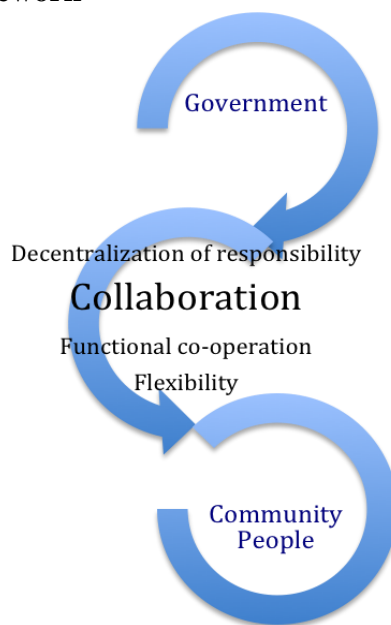 Government
Decentralization of responsibility
Collaboration
Functional co-operation
Flexibility
Community
People